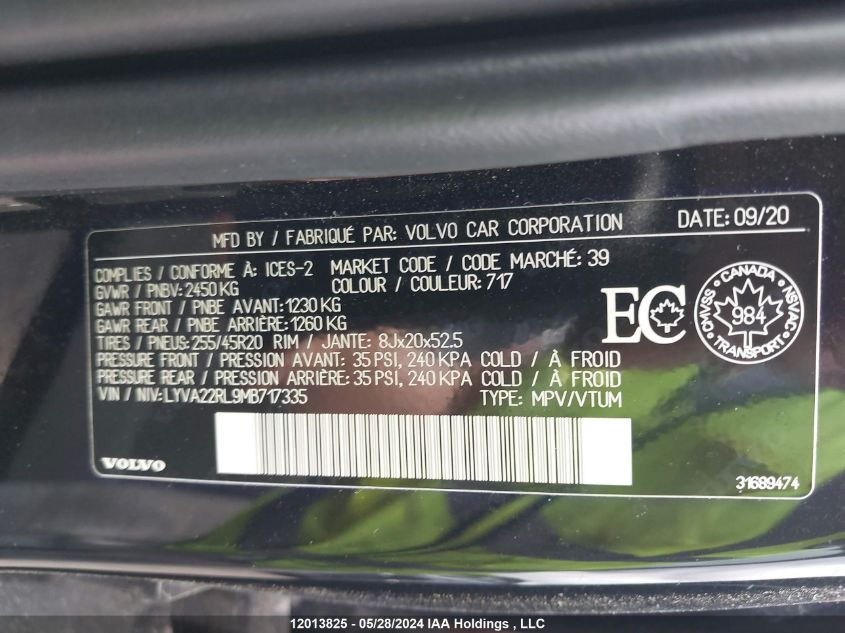 MFD BY / FABRIQUÉ PAR: VOLVO CAR CORPORATION DATE: 09/20
COMPLIES / CONFORME À: ICES-2 MARKET CODE / CODE MARCHÉ: 39
GVWR / PNBV: 2450 KG COLOUR / COULEUR: 717
GAWR FRONT / PNBE AVANT: 1230 KG
GAWR REAR / PNBE ARRIÈRE: 1260 KG
TIRES / PNEUS: 255/45R20 RIM / JANTE: 8Jx20x52.5
PRESSURE FRONT / PRESSION AVANT: 35 PSI, 240 KPA COLD / À FROID
PRESSURE REAR / PRESSION ARRIÈRE: 35 PSI, 240 KPA COLD / À FROID
VIN / NIV: LYVA22RL9MB717335 TYPE: MPV/VTUM
EC
CANADA
CMVSS 984 NSVAC
TRANSPORT
VOLVO
31689474
12013825 - 05/28/2024 IAA Holdings , LLC